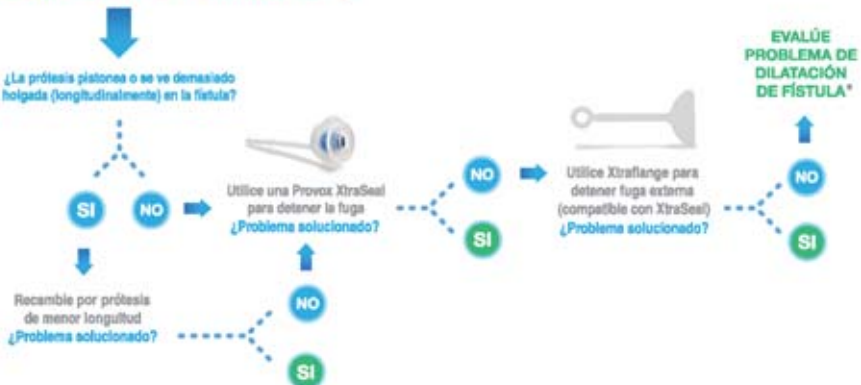 ¿La prótesis pistonea o se ve demasiado
holgada (longitudinalmente) en la fístula?
SI
NO
Recambie por prótesis
de menor longuitud
¿Problema solucionado?
NO
SI
Utilice una Provox XtraSeal
para detener la fuga
¿Problema solucionado?
NO
SI
Utilice Xtraflange para
detener fuga externa
(compatible con XtraSeal)
¿Problema solucionado?
NO
SI
EVALÚE
PROBLEMA DE
DILATACIÓN
DE FÍSTULA*